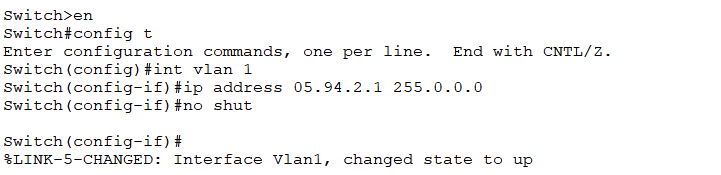 Switch>en
Switch#config t
Enter configuration commands, one per line.  End with CNTL/Z.
Switch(config)#int vlan 1
Switch(config-if)#ip address 05.94.2.1 255.0.0.0
Switch(config-if)#no shut
Switch(config-if)#
%LINK-5-CHANGED: Interface Vlan1, changed state to up